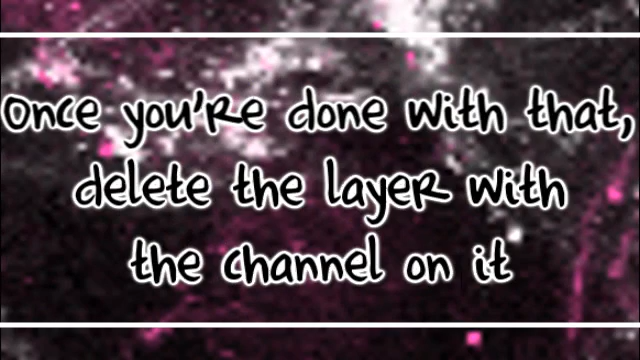 Once you're done with that,
delete the layer with
the channel on it